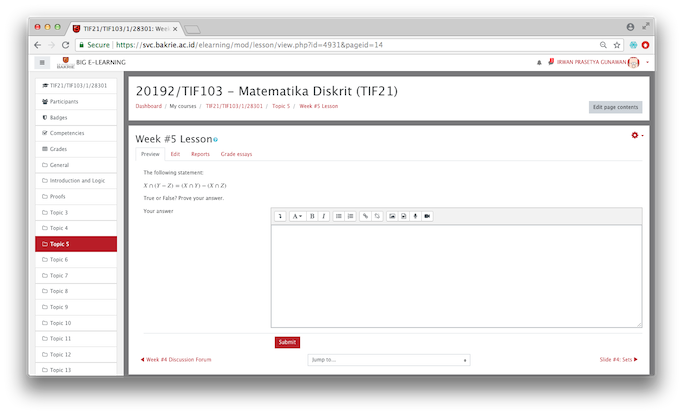 TIF21/TIF103/1/28301: Week
Secure | https://svc.bakrie.ac.id/elearning/mod/lesson/view.php?id=4931&pageid=14
BAKRIE
BIG E-LEARNING
IRWAN PRASETYA GUNAWAN
TIF21/TIF103/1/28301
Participants
Badges
Competencies
Grades
General
Introduction and Logic
Proofs
Topic 3
Topic 4
Topic 5
Topic 6
Topic 7
Topic 8
Topic 9
Topic 10
Topic 11
Topic 12
Topic 13
20192/TIF103 – Matematika Diskrit (TIF21)
Dashboard / My courses / TIF21/TIF103/1/28301 / Topic 5 / Week #5 Lesson
Edit page contents
Week #5 Lesson
Preview Edit Reports Grade essays
The following statement:
X ∩ (Y − Z) = (X ∩ Y) − (X ∩ Z)
True or False? Prove your answer.
Your answer
A B I
Submit
◀ Week #4 Discussion Forum
Jump to...
Slide #4: Sets ▶